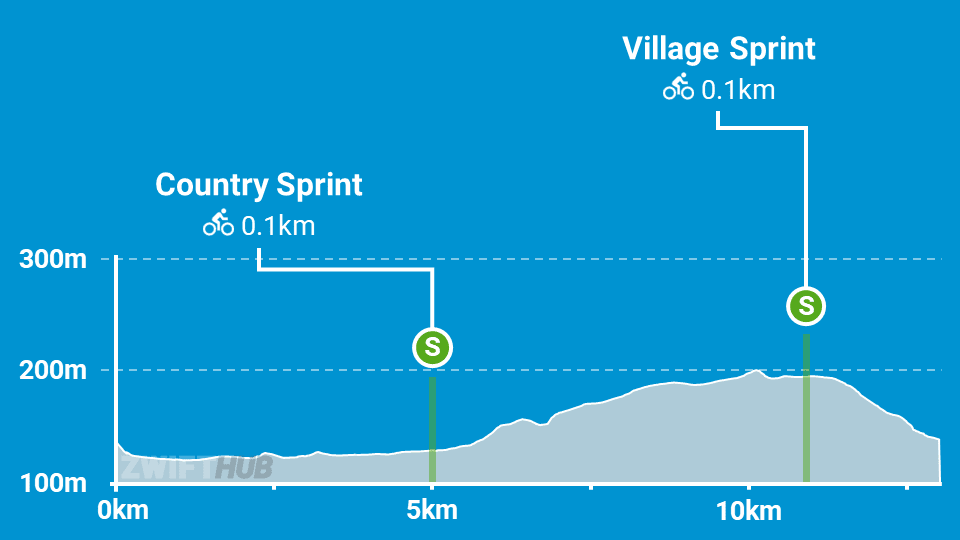 Village Sprint
0.1km
Country Sprint
0.1km
300m
S
S
200m
ZWIFTHUB
100m
0km
5km
10km